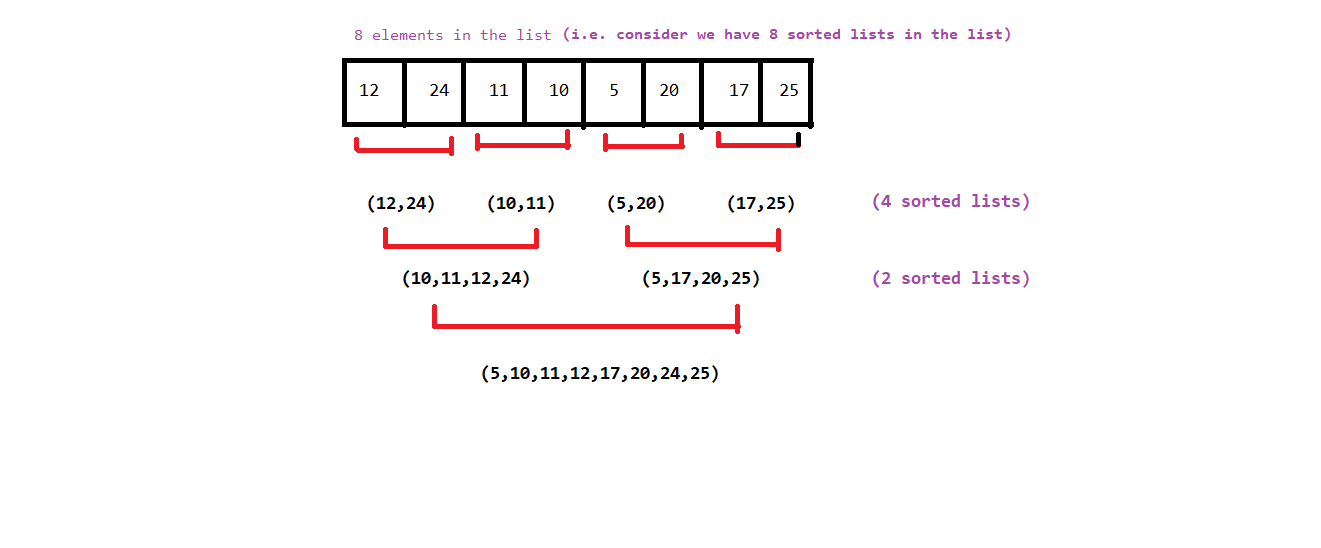 8 elements in the list (i.e. consider we have 8 sorted lists in the list)
12 24 11 10 5 20 17 25
(12,24) (10,11) (5,20) (17,25) (4 sorted lists)
(10,11,12,24) (5,17,20,25) (2 sorted lists)
(5,10,11,12,17,20,24,25)